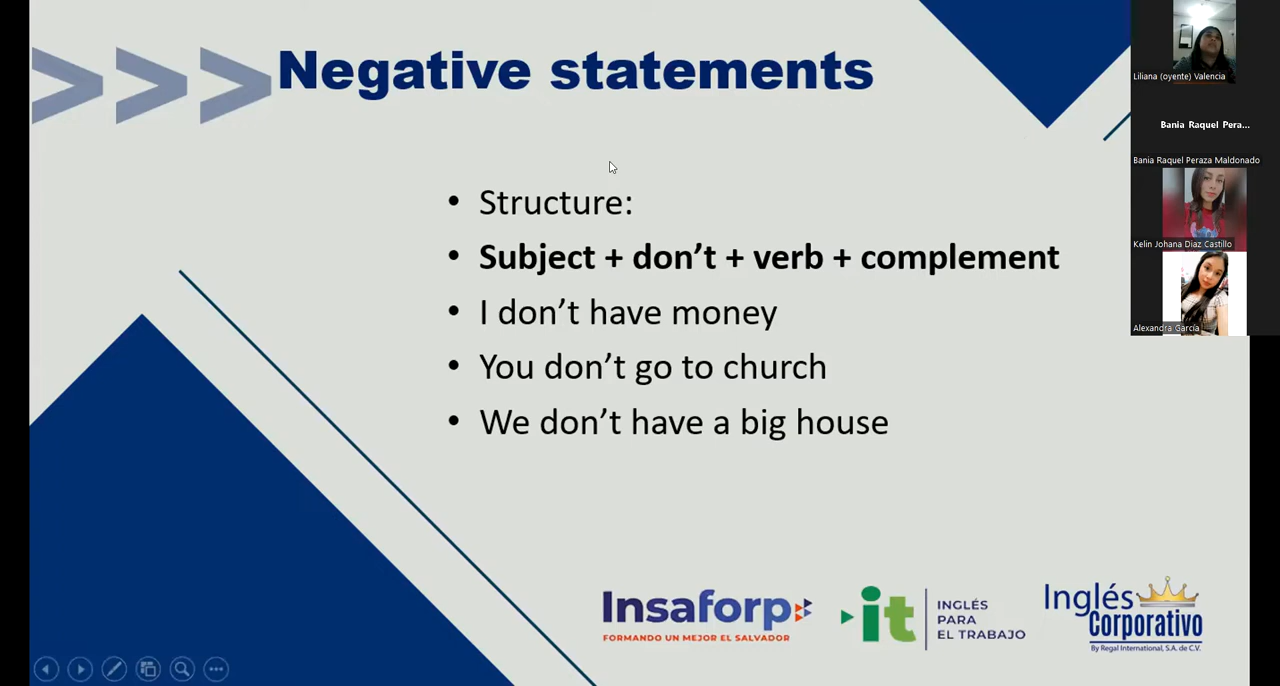 Negative statements
Structure:
Subject + don't + verb + complement
I don't have money
You don't go to church
We don't have a big house
Insaforp
FORMANDO UN MEJOR EL SALVADOR
it
INGLÉS
PARA
EL TRABAJO
Inglés
Corporativo
By Regal International, S.A. de C.V.
Liliana (oyente) Valencia
Bania Raquel Pera...
Bania Raquel Peraza Maldonado
Kelin Johana Diaz Castillo
Alexandra García